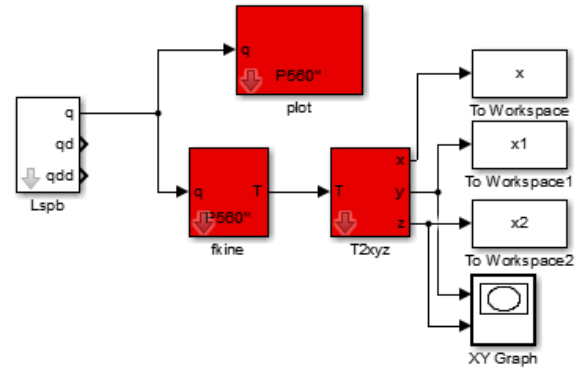 q
P560"
plot
q
qd
qdd
Lspb
q T
P560"
fkine
T x
y
z
T2xyz
x
To Workspace
x1
To Workspace1
x2
To Workspace2
XY Graph